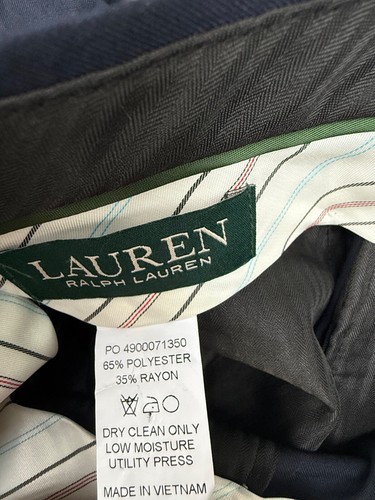 LAUREN
RALPH LAUREN
PO 4900071350
65% POLYESTER
35% RAYON
DRY CLEAN ONLY
LOW MOISTURE
UTILITY PRESS
MADE IN VIETNAM